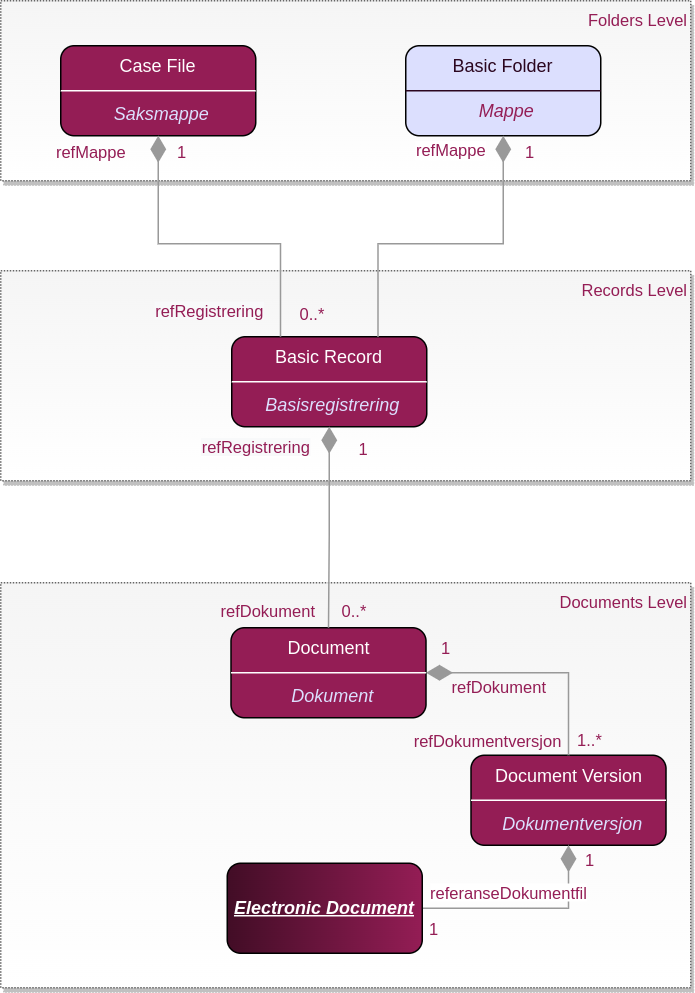 Folders Level
Case File
Saksmappe
Basic Folder
Mappe
refMappe
1
refMappe
1
Records Level
refRegistrering
0..*
Basic Record
Basisregistrering
refRegistrering
1
Documents Level
refDokument
0..*
Document
Dokument
1
refDokument
refDokumentversjon
1..*
Document Version
Dokumentversjon
1
referanseDokumentfil
Electronic Document
1